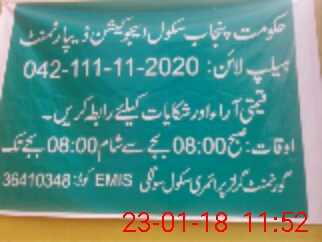 حکومت پنجاب سکول ایجوکیشن ڈیپارٹمنٹ
ہیلپ لائن: 042-111-11-2020
قیمتی آراء اور شکایات کیلئے رابطہ کریں۔
اوقات: صبح 08:00 بجے سے شام 08:00 بجے تک
گورنمنٹ گرلز پرائمری سکول EMIS کوڈ: 36410348
23-01-18 11:52